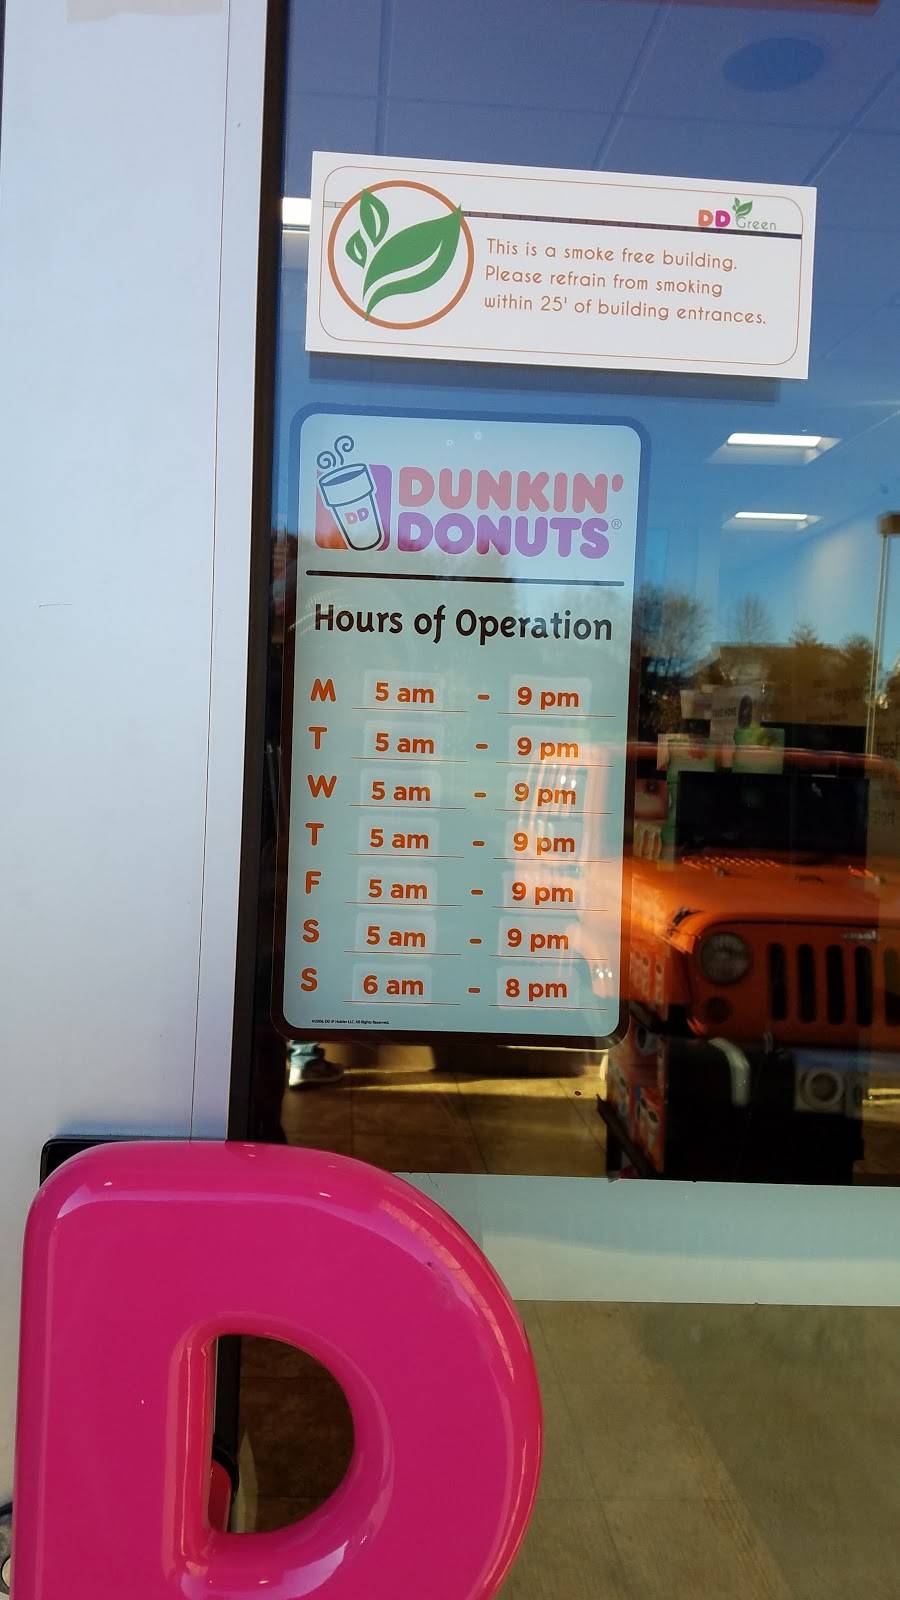 DD Green
This is a smoke free building.
Please refrain from smoking
within 25' of building entrances.
DD
DUNKIN'
DONUTS®
Hours of Operation
M 5 am - 9 pm
T 5 am - 9 pm
W 5 am - 9 pm
T 5 am - 9 pm
F 5 am - 9 pm
S 5 am - 9 pm
S 6 am - 8 pm
D